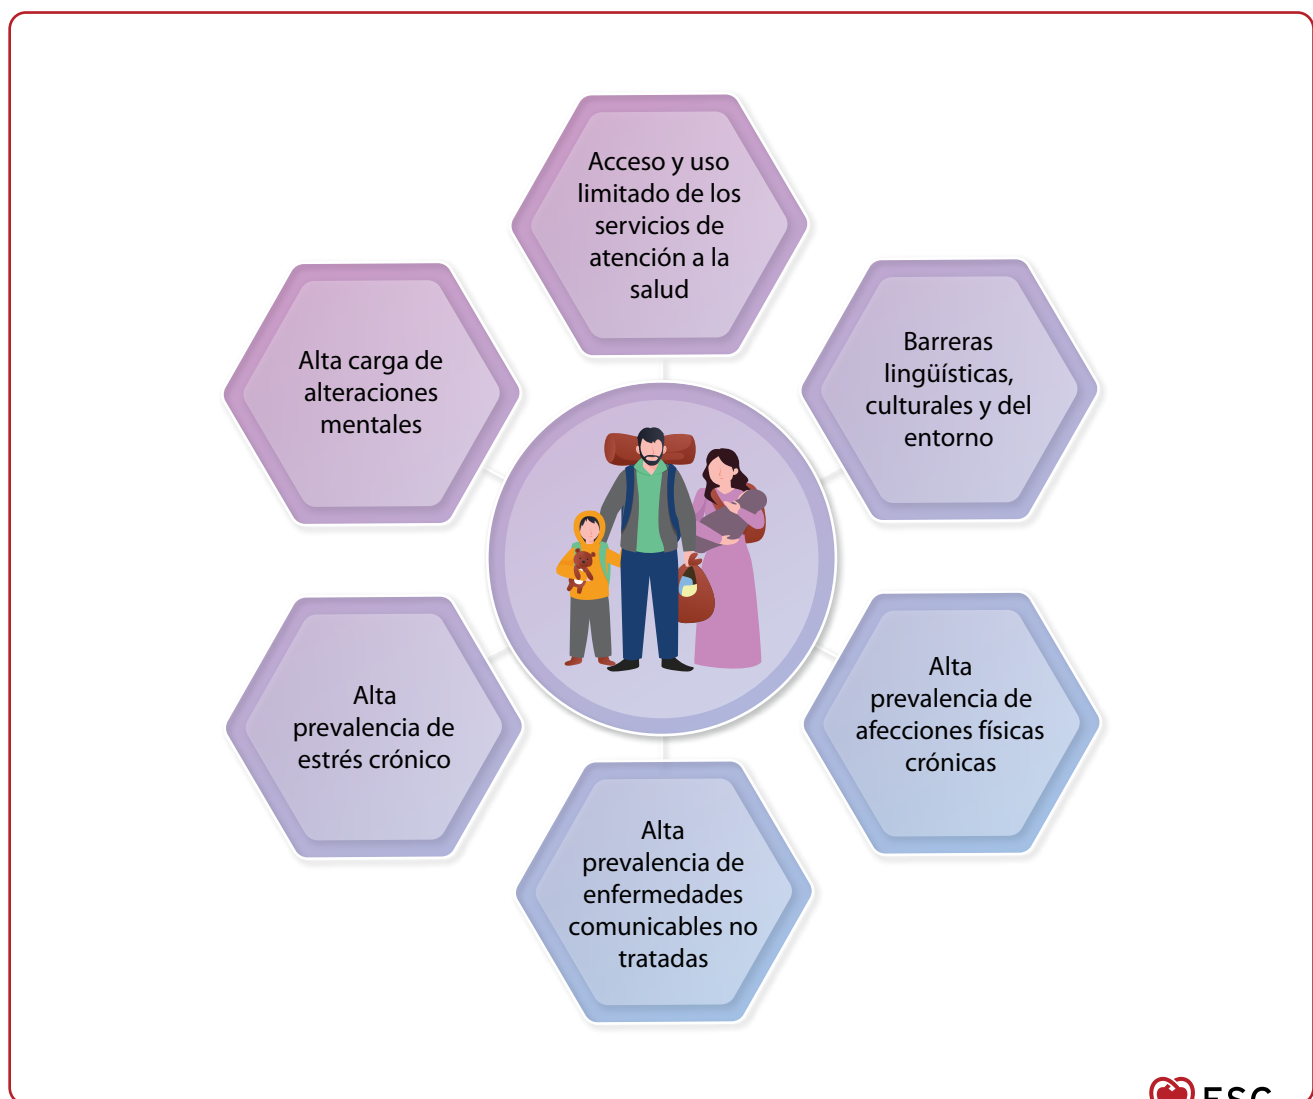 Acceso y uso
limitado de los
servicios de
atención a la
salud
Barreras
lingüísticas,
culturales y del
entorno
Alta
prevalencia de
afecciones físicas
crónicas
Alta
prevalencia de
enfermedades
comunicables no
tratadas
Alta
prevalencia de
estrés crónico
Alta carga de
alteraciones
mentales
ESC